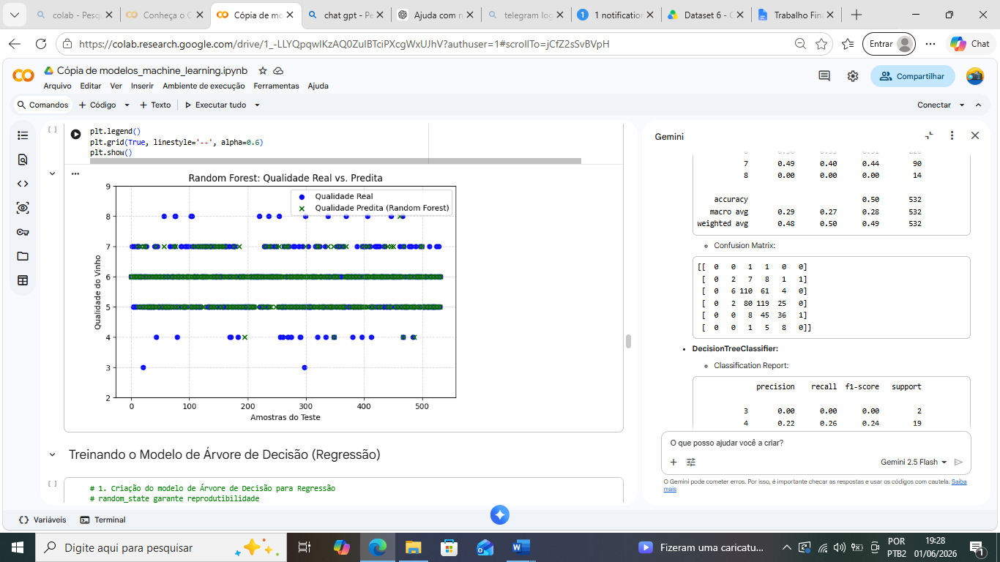 colab - Pesq
Conheça o C
Cópia de mo
chat gpt - Pe
Ajuda com n
telegram log
1 notification
Dataset 6 - C
Trabalho Fina
https://colab.research.google.com/drive/1_-LLYQpqwIKzAQ0ZuIBTciPXcgWxUJhV?authuser=1#scrollTo=jCfZ2sSvBVpH
Entrar
Chat
Cópia de modelos_machine_learning.ipynb
Arquivo Editar Ver Inserir Ambiente de execução Ferramentas Ajuda
Compartilhar
Comandos + Código + Texto Executar tudo
Conectar
[ ]
plt.legend()
plt.grid(True, linestyle='--', alpha=0.6)
plt.show()
Random Forest: Qualidade Real vs. Predita
Qualidade Real
Qualidade Predita (Random Forest)
9
8
7
6
5
4
3
2
Qualidade do Vinho
0 100 200 300 400 500
Amostras do Teste
Treinando o Modelo de Árvore de Decisão (Regressão)
[ ]
# 1. Criação do modelo de Árvore de Decisão para Regressão
# random_state garante reprodutibilidade
Variáveis
Terminal
Gemini
7 0.49 0.40 0.44 90
8 0.00 0.00 0.00 14
accuracy 0.50 532
macro avg 0.29 0.27 0.28 532
weighted avg 0.48 0.50 0.49 532
Confusion Matrix:
[[ 0 0 1 1 0 0]
[ 0 2 7 8 1 1]
[ 0 6 110 61 4 0]
[ 0 2 80 119 25 0]
[ 0 0 8 45 36 1]
[ 0 0 1 5 8 0]]
DecisionTreeClassifier:
Classification Report:
precision recall f1-score support
3 0.00 0.00 0.00 2
4 0.22 0.26 0.24 19
O que posso ajudar você a criar?
Gemini 2.5 Flash
O Gemini pode cometer erros. Por isso, é importante checar as respostas e usar os códigos com cautela. Saiba
mais
Digite aqui para pesquisar
Fizeram uma caricatu...
POR
PTB2
19:28
01/06/2026
1